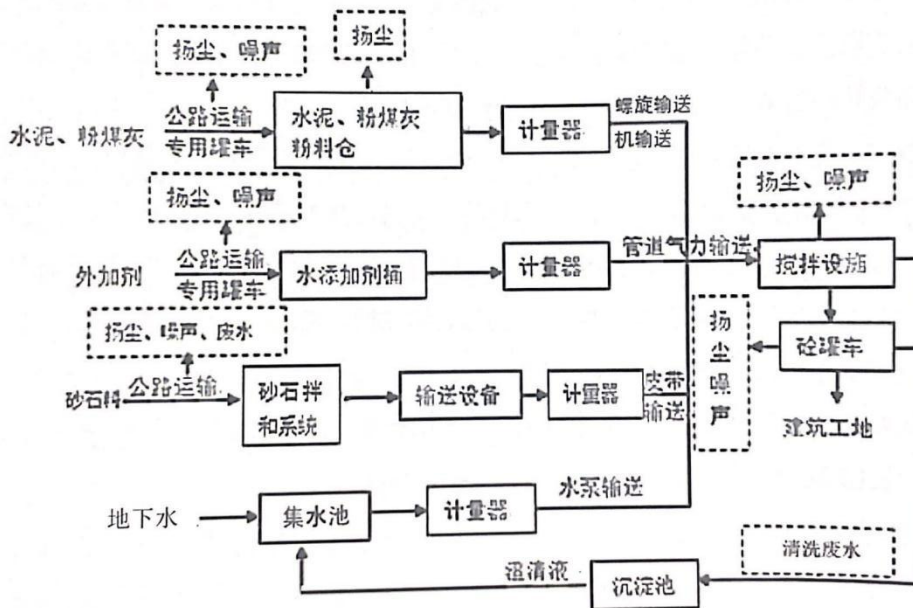 扬尘、噪声
扬尘
水泥、粉煤灰
公路运输
专用罐车
水泥、粉煤灰
粉料仓
计量器
螺旋输送
机输送
扬尘、噪声
扬尘、噪声
外加剂
公路运输
专用罐车
水添加剂桶
计量器
管道气力输送
搅拌设施
扬尘、噪声、废水
砂石料
公路运输
砂石拌
和系统
输送设备
计量器
皮带
输送
扬
尘
噪
声
砼罐车
建筑工地
地下水
集水池
计量器
水泵输送
清洗废水
沉淀池
澄清液